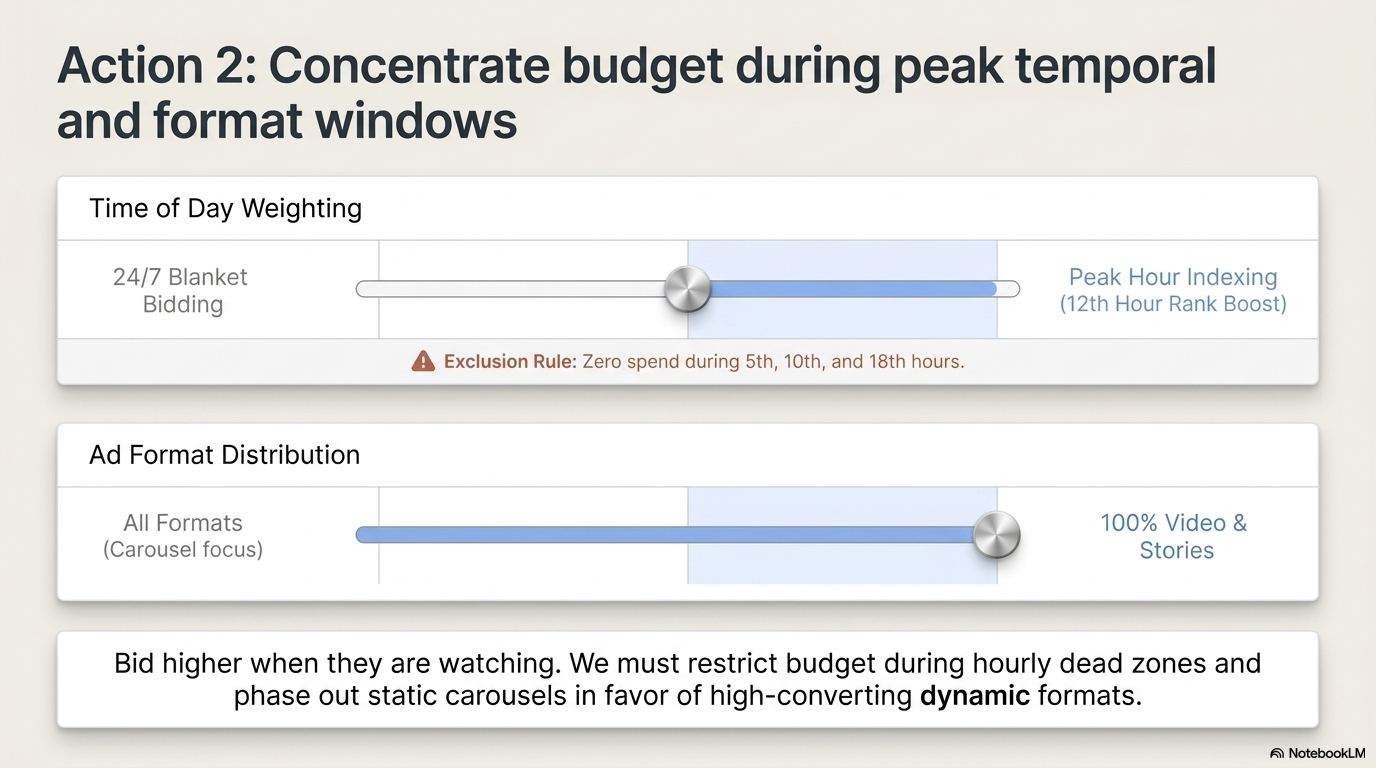 Action 2: Concentrate budget during peak temporal
and format windows
Time of Day Weighting
24/7 Blanket
Bidding
Peak Hour Indexing
(12th Hour Rank Boost)
Exclusion Rule: Zero spend during 5th, 10th, and 18th hours.
Ad Format Distribution
All Formats
(Carousel focus)
100% Video &
Stories
Bid higher when they are watching. We must restrict budget during hourly dead zones and
phase out static carousels in favor of high-converting dynamic formats.
NotebookLM